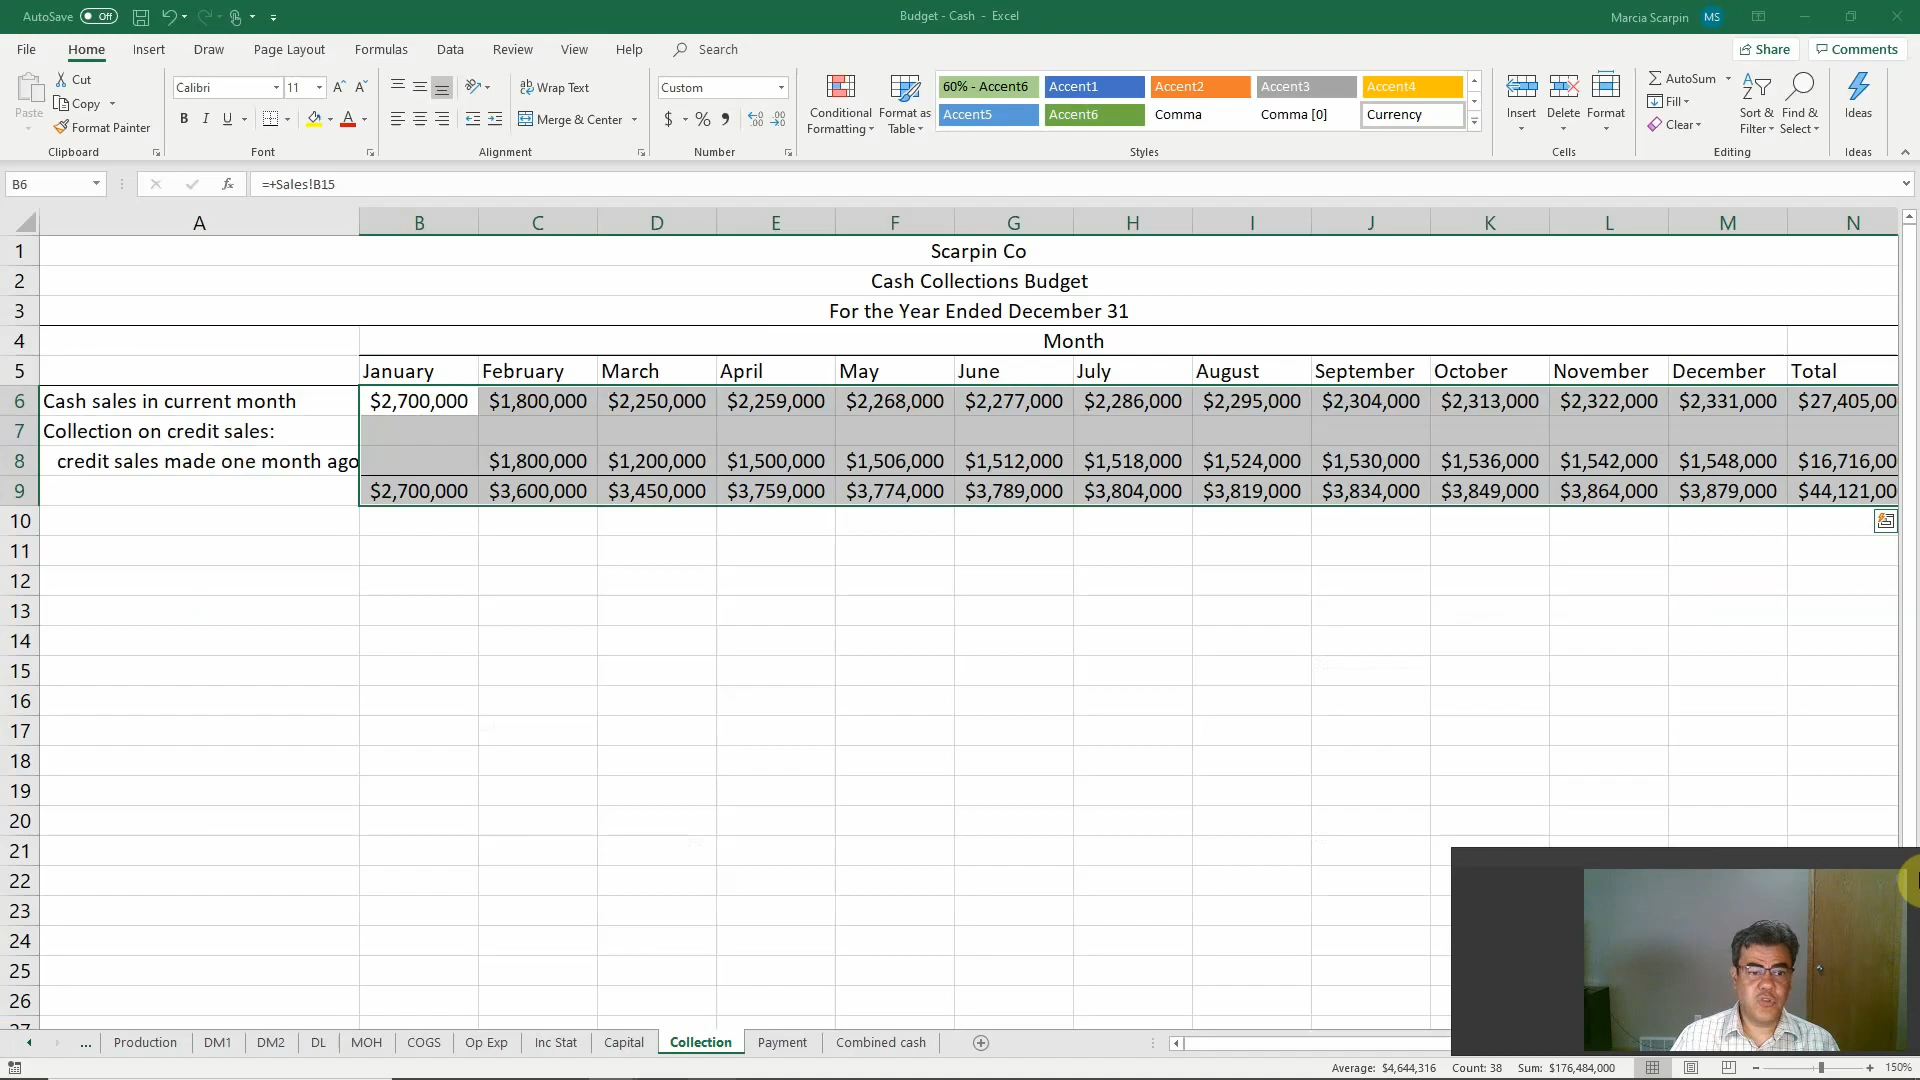 AutoSave Off
Budget - Cash - Excel
Marcia Scarpin MS
File Home Insert Draw Page Layout Formulas Data Review View Help Search
Share Comments
Paste
Cut
Copy
Format Painter
Clipboard
Calibri 11
B I U
Font
Wrap Text
Merge & Center
Alignment
Custom
$ % ,
Number
Conditional Formatting
Format as Table
60% - Accent6 Accent1 Accent2 Accent3 Accent4
Accent5 Accent6 Comma Comma [0] Currency
Styles
Insert Delete Format
Cells
AutoSum
Fill
Clear
Sort & Filter
Find & Select
Editing
Ideas
Ideas
B6 fx =+Sales!B15
A B C D E F G H I J K L M N
1 Scarpin Co
2 Cash Collections Budget
3 For the Year Ended December 31
4 Month
5 January February March April May June July August September October November December Total
6 Cash sales in current month $2,700,000 $1,800,000 $2,250,000 $2,259,000 $2,268,000 $2,277,000 $2,286,000 $2,295,000 $2,304,000 $2,313,000 $2,322,000 $2,331,000 $27,405,00
7 Collection on credit sales:
8 credit sales made one month ago $1,800,000 $1,200,000 $1,500,000 $1,506,000 $1,512,000 $1,518,000 $1,524,000 $1,530,000 $1,536,000 $1,542,000 $1,548,000 $16,716,00
9 $2,700,000 $3,600,000 $3,450,000 $3,759,000 $3,774,000 $3,789,000 $3,804,000 $3,819,000 $3,834,000 $3,849,000 $3,864,000 $3,879,000 $44,121,00
10
11
12
13
14
15
16
17
18
19
20
21
22
23
24
25
26
... Production DM1 DM2 DL MOH COGS Op Exp Inc Stat Capital Collection Payment Combined cash
Average: $4,644,316 Count: 38 Sum: $176,484,000 150%